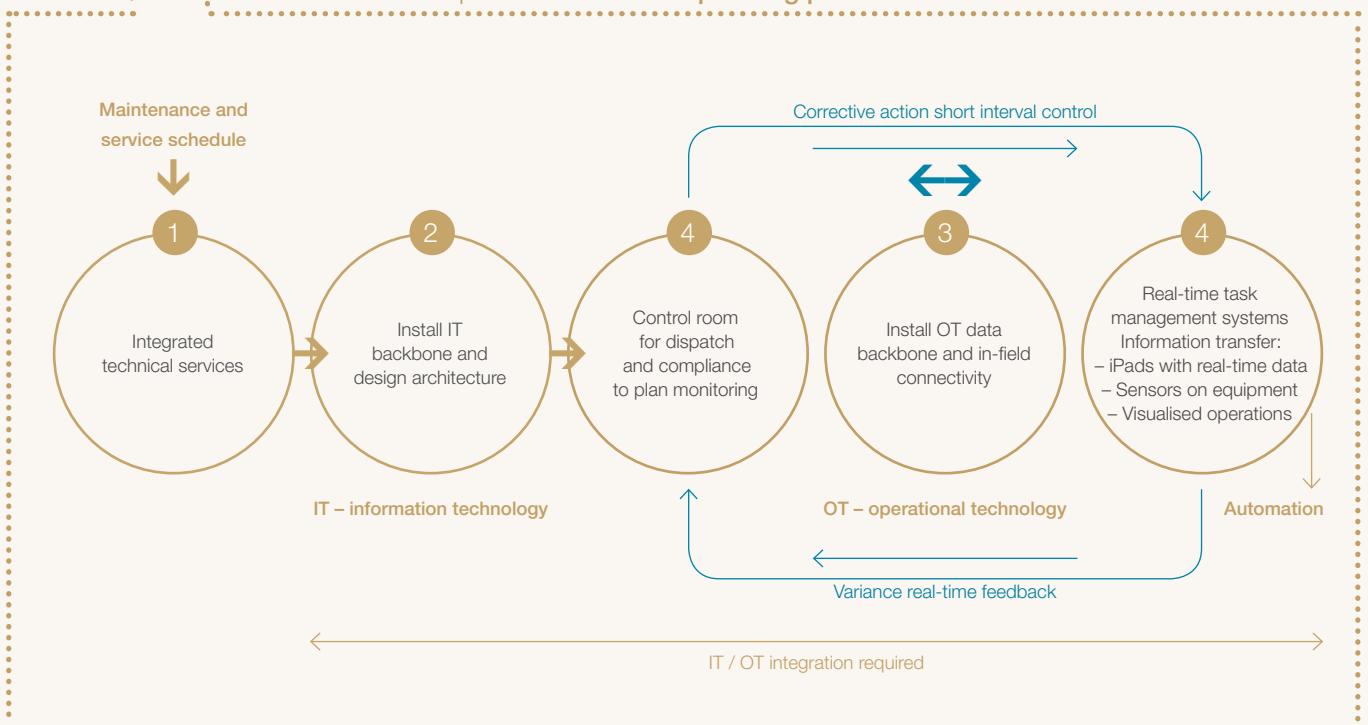 Maintenance and
service schedule
Corrective action short interval control
1
2
4
3
4
Integrated
technical services
Install IT
backbone and
design architecture
Control room
for dispatch
and compliance
to plan monitoring
Install OT data
backbone and in-field
connectivity
Real-time task
management systems
Information transfer:
– iPads with real-time data
– Sensors on equipment
– Visualised operations
IT – information technology
OT – operational technology
Automation
Variance real-time feedback
IT / OT integration required